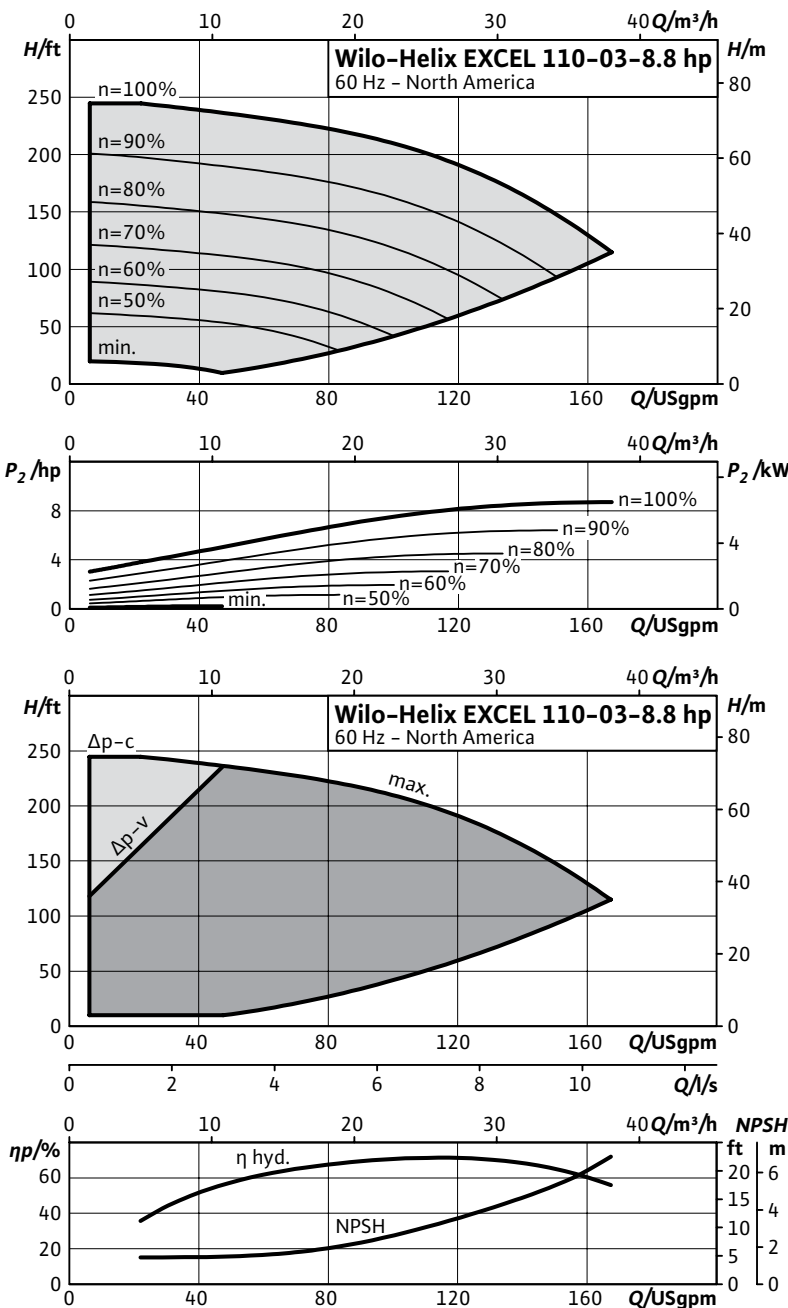 0 10 20 30 40 Q/m³/h
H/ft H/m
Wilo-Helix EXCEL 110-03-8.8 hp
60 Hz - North America
250 80
n=100%
200 60
n=90%
n=80%
150 40
n=70%
100
n=60%
n=50% 20
50
min.
0 0
0 40 80 120 160 Q/USgpm
0 10 20 30 40 Q/m³/h
P₂ /hp P₂ /kW
8 n=100%
n=90%
n=80% 4
4 n=70%
n=60%
min. n=50%
0 0
0 40 80 120 160 Q/USgpm
0 10 20 30 40 Q/m³/h
H/ft H/m
Wilo-Helix EXCEL 110-03-8.8 hp
60 Hz - North America
250 80
Δp-c
max.
200 60
Δp-v
150 40
100
20
50
0 0
0 40 80 120 160 Q/USgpm
0 2 4 6 8 10 Q/l/s
0 10 20 30 40 Q/m³/h NPSH
ηp/% ft m
η hyd.
60 20 6
15
40 4
NPSH 10
20 5 2
0 0 0
0 40 80 120 160 Q/USgpm